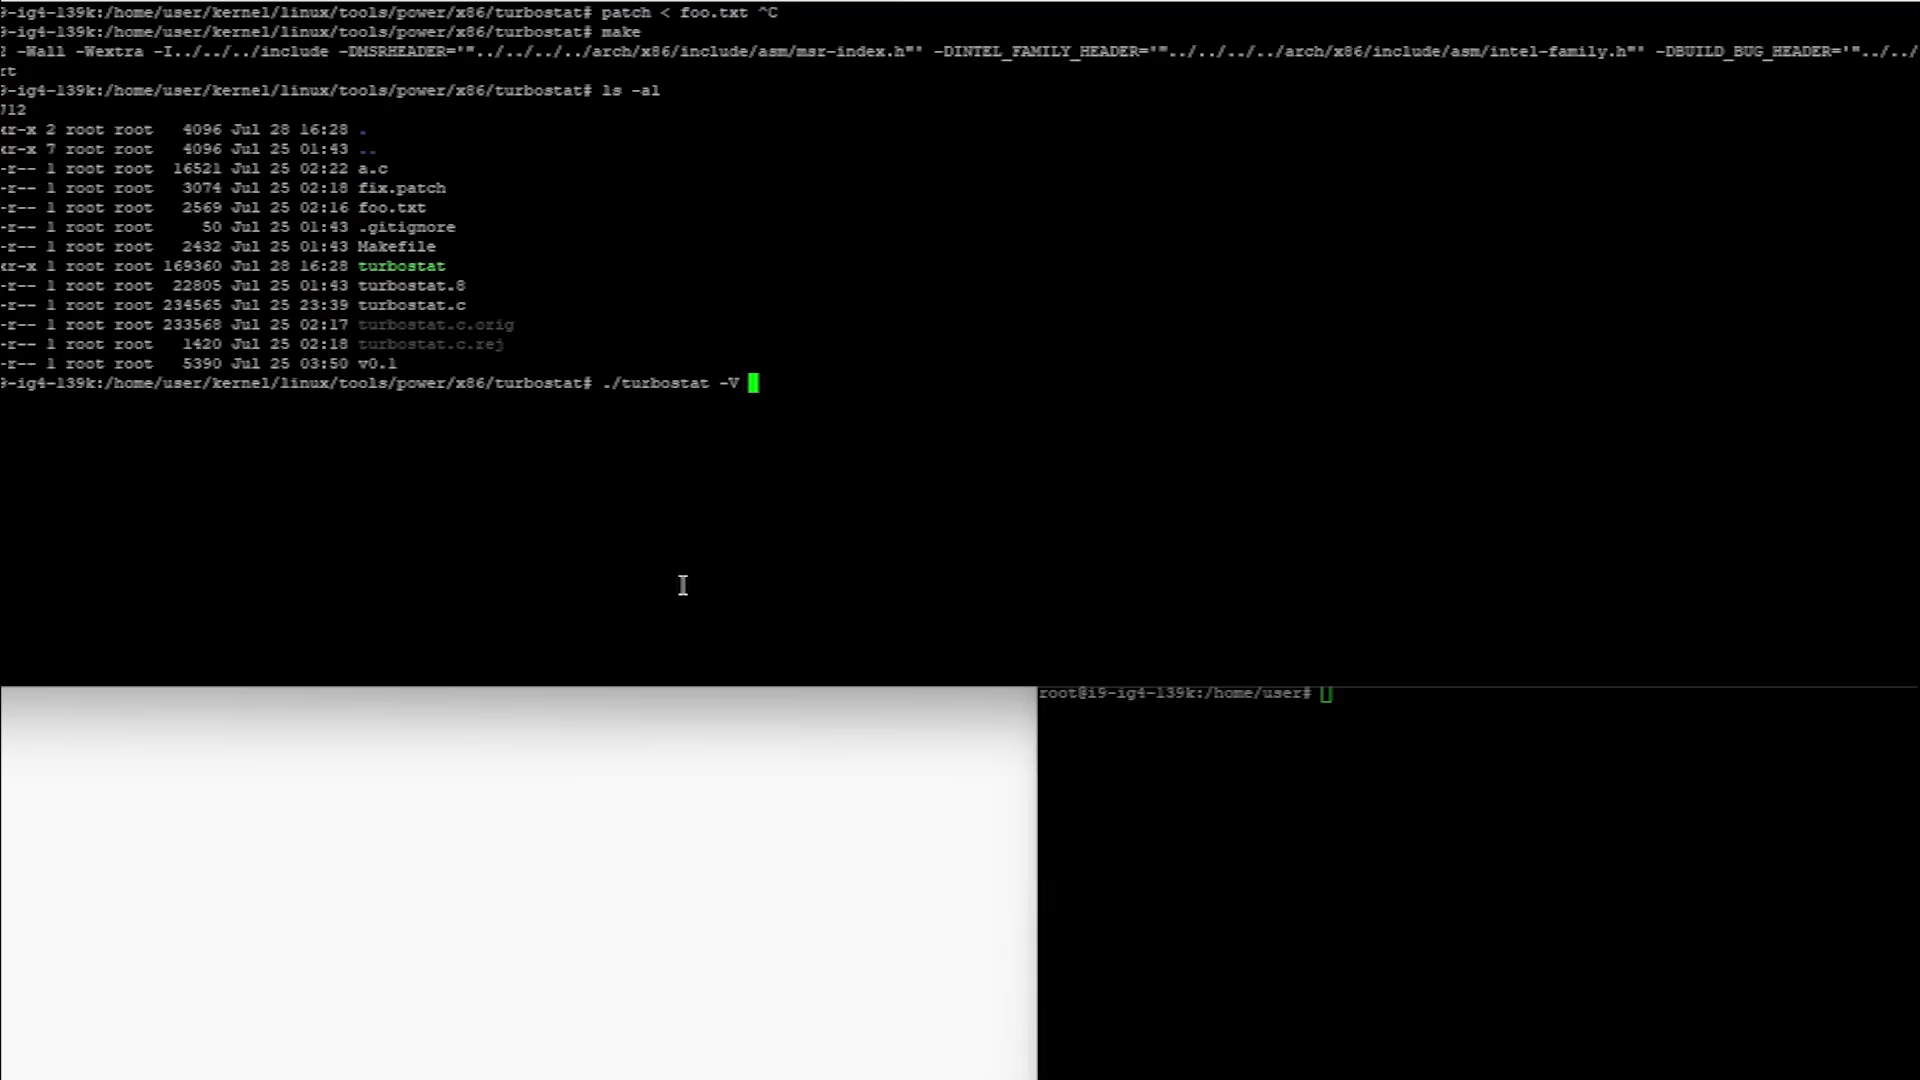 9-ig4-139k:/home/user/kernel/linux/tools/power/x86/turbostat# patch < foo.txt ^C
9-ig4-139k:/home/user/kernel/linux/tools/power/x86/turbostat# make
2 -Wall -Wextra -I../../../include -DMSRHEADER='"../../../../arch/x86/include/asm/msr-index.h"' -DINTEL_FAMILY_HEADER='"../../../../arch/x86/include/asm/intel-family.h"' -DBUILD_BUG_HEADER='"../../
rt
9-ig4-139k:/home/user/kernel/linux/tools/power/x86/turbostat# ls -al
712
xr-x 2 root root 4096 Jul 28 16:28 .
xr-x 7 root root 4096 Jul 25 01:43 ..
-r-- 1 root root 16521 Jul 25 02:22 a.c
-r-- 1 root root 3074 Jul 25 02:18 fix.patch
-r-- 1 root root 2569 Jul 25 02:16 foo.txt
-r-- 1 root root 50 Jul 25 01:43 .gitignore
-r-- 1 root root 2432 Jul 25 01:43 Makefile
xr-x 1 root root 169360 Jul 28 16:28 turbostat
-r-- 1 root root 22805 Jul 25 01:43 turbostat.8
-r-- 1 root root 234565 Jul 25 23:39 turbostat.c
-r-- 1 root root 233568 Jul 25 02:17 turbostat.c.orig
-r-- 1 root root 1420 Jul 25 02:18 turbostat.c.rej
-r-- 1 root root 5390 Jul 25 03:50 v0.1
9-ig4-139k:/home/user/kernel/linux/tools/power/x86/turbostat# ./turbostat -V
root@i9-ig4-139k:/home/user#